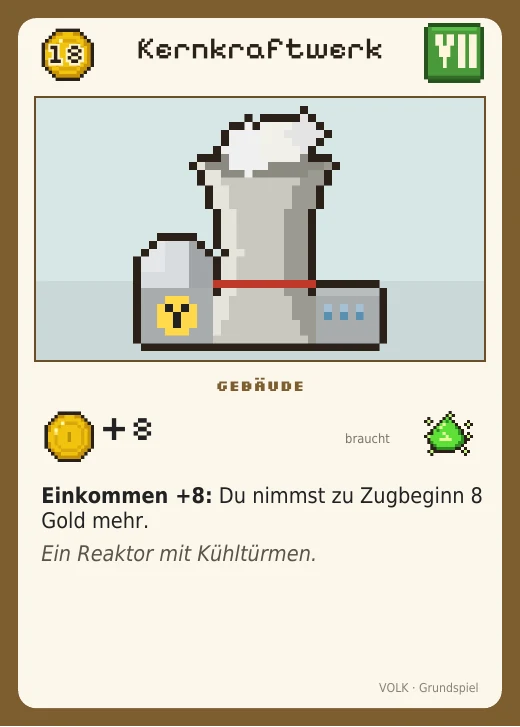 18 Kernkraftwerk VII
GEBÄUDE
+8 braucht
Einkommen +8: Du nimmst zu Zugbeginn 8
Gold mehr.
Ein Reaktor mit Kühltürmen.
VOLK · Grundspiel